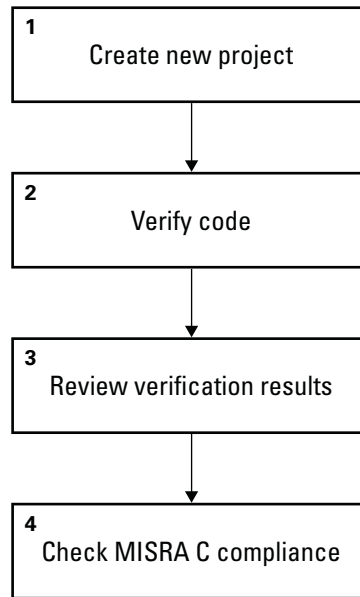 1
Create new project
2
Verify code
3
Review verification results
4
Check MISRA C compliance